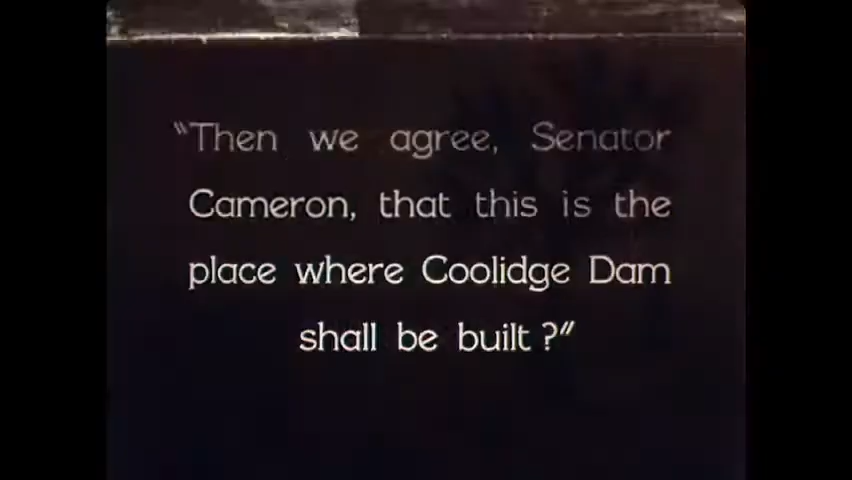 "Then we agree, Senator
Cameron, that this is the
place where Coolidge Dam
shall be built?"